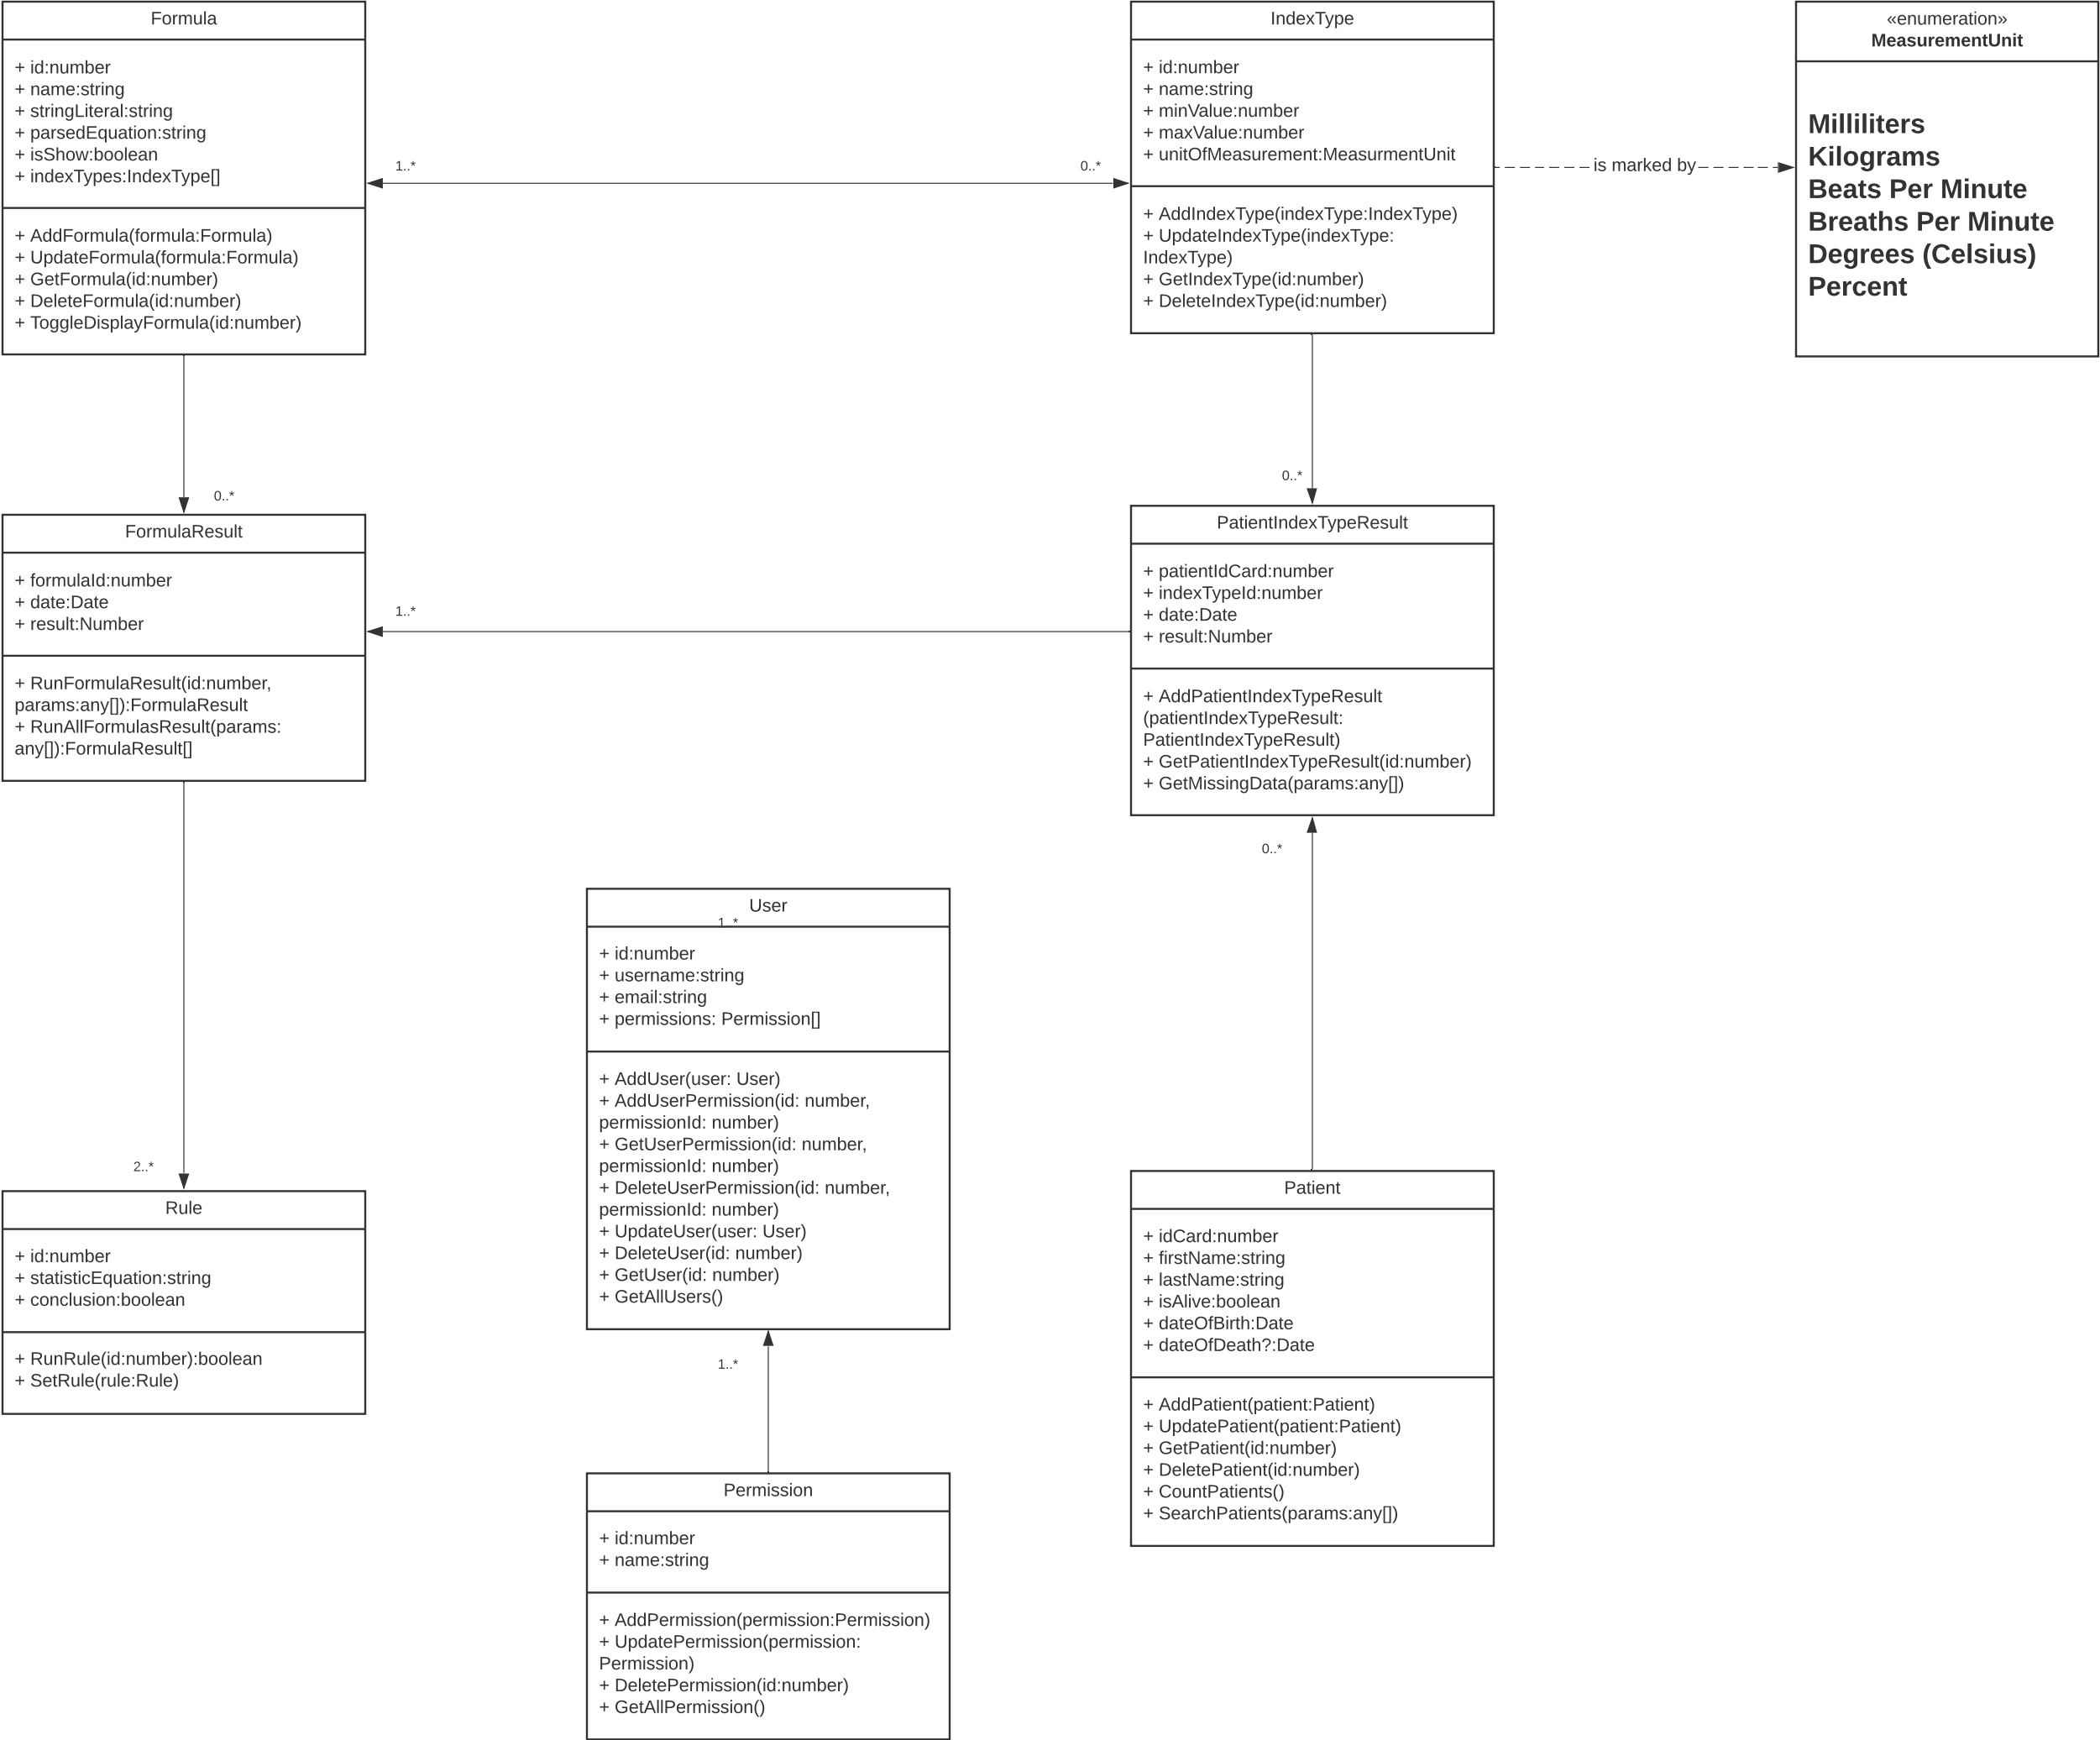 Formula
+ id:number
+ name:string
+ stringLiteral:string
+ parsedEquation:string
+ isShow:boolean
+ indexTypes:IndexType[]
+ AddFormula(formula:Formula)
+ UpdateFormula(formula:Formula)
+ GetFormula(id:number)
+ DeleteFormula(id:number)
+ ToggleDisplayFormula(id:number)
1..*
0..*
IndexType
+ id:number
+ name:string
+ minValue:number
+ maxValue:number
+ unitOfMeasurement:MeasurmentUnit
+ AddIndexType(indexType:IndexType)
+ UpdateIndexType(indexType:
IndexType)
+ GetIndexType(id:number)
+ DeleteIndexType(id:number)
is marked by
«enumeration»
MeasurementUnit
Milliliters
Kilograms
Beats Per Minute
Breaths Per Minute
Degrees (Celsius)
Percent
0..*
0..*
FormulaResult
+ formulaId:number
+ date:Date
+ result:Number
+ RunFormulaResult(id:number,
params:any[]):FormulaResult
+ RunAllFormulasResult(params:
any[]):FormulaResult[]
1..*
PatientIndexTypeResult
+ patientIdCard:number
+ indexTypeId:number
+ date:Date
+ result:Number
+ AddPatientIndexTypeResult
(patientIndexTypeResult:
PatientIndexTypeResult)
+ GetPatientIndexTypeResult(id:number)
+ GetMissingData(params:any[])
0..*
User
1..*
+ id:number
+ username:string
+ email:string
+ permissions: Permission[]
+ AddUser(user: User)
+ AddUserPermission(id: number,
permissionId: number)
+ GetUserPermission(id: number,
permissionId: number)
+ DeleteUserPermission(id: number,
permissionId: number)
+ UpdateUser(user: User)
+ DeleteUser(id: number)
+ GetUser(id: number)
+ GetAllUsers()
2..*
Rule
+ id:number
+ statisticEquation:string
+ conclusion:boolean
+ RunRule(id:number):boolean
+ SetRule(rule:Rule)
1..*
Patient
+ idCard:number
+ firstName:string
+ lastName:string
+ isAlive:boolean
+ dateOfBirth:Date
+ dateOfDeath?:Date
+ AddPatient(patient:Patient)
+ UpdatePatient(patient:Patient)
+ GetPatient(id:number)
+ DeletePatient(id:number)
+ CountPatients()
+ SearchPatients(params:any[])
Permission
+ id:number
+ name:string
+ AddPermission(permission:Permission)
+ UpdatePermission(permission:
Permission)
+ DeletePermission(id:number)
+ GetAllPermission()